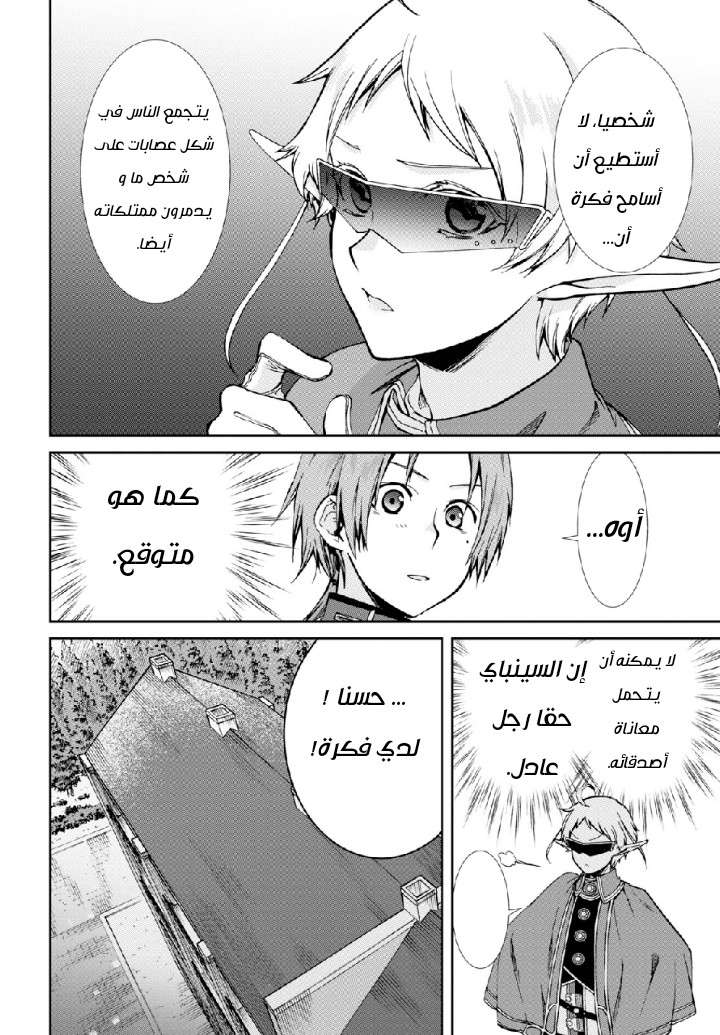 شخصيا، لا
أستطيع أن
أسامح فكرة
أن...
يتجمع الناس في
شكل عصابات على
شخص ما و
يدمرون ممتلكاته
أيضا.
أوه...
كما هو
متوقع.
لا يمكنه أن
يتحمل
معاناة
أصدقائه.
إن السينباي
حقا رجل
عادل.
... حسنا !
لدي فكرة!